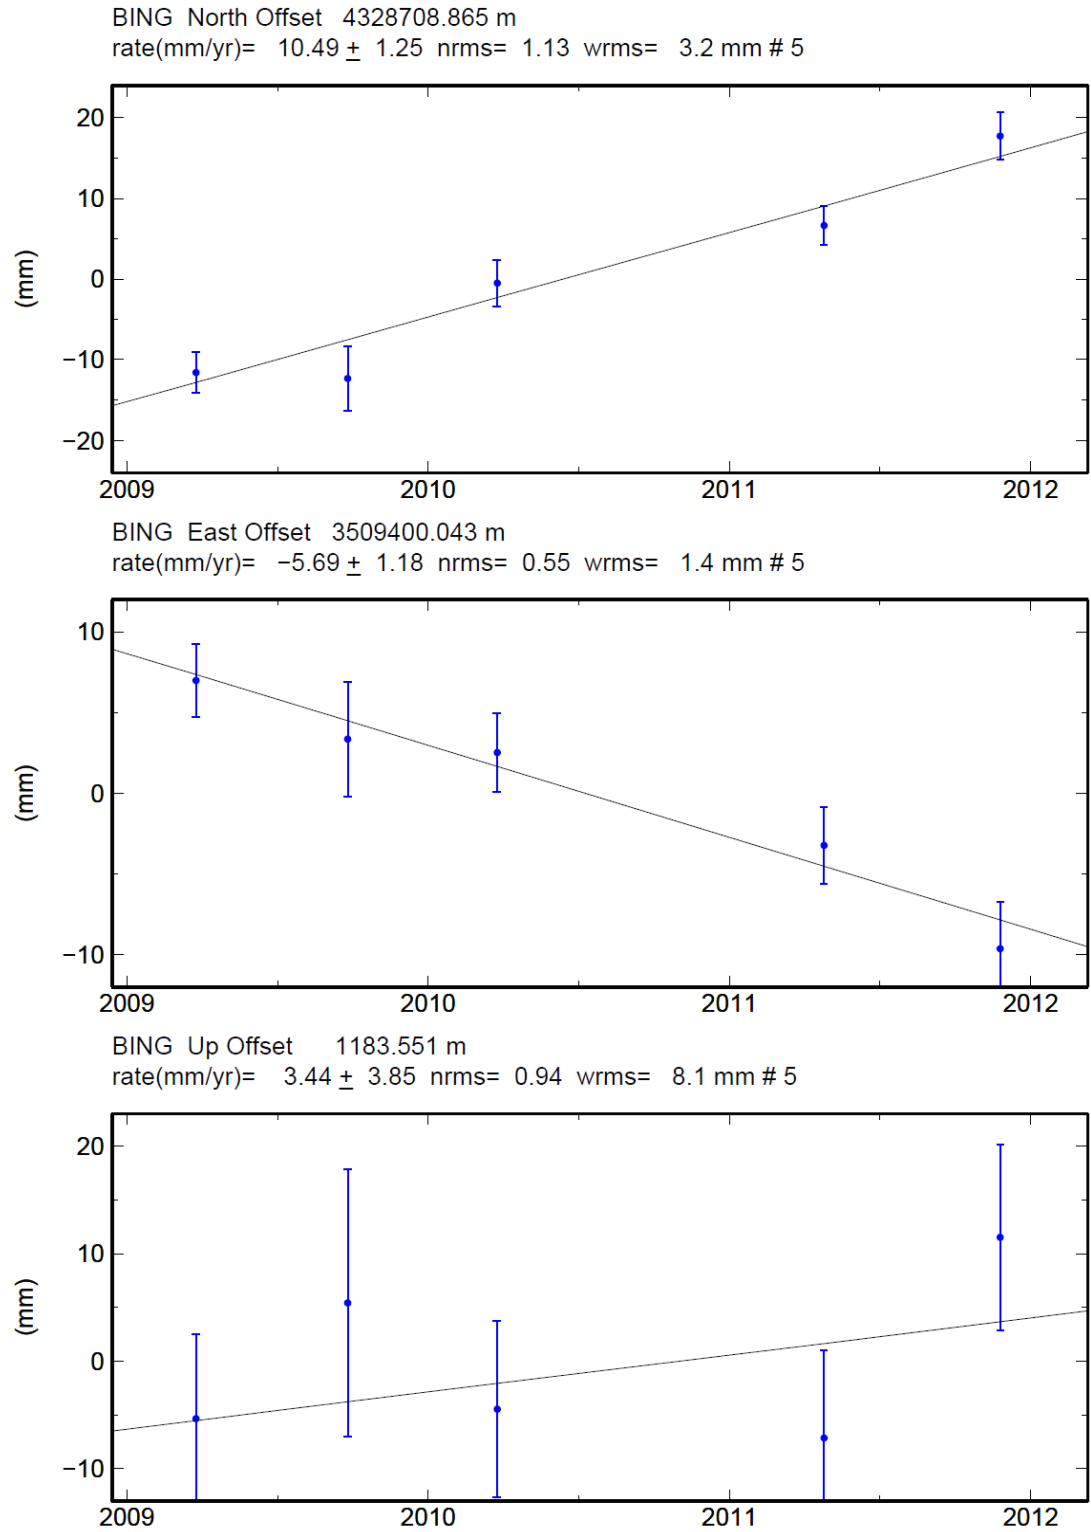 BING North Offset 4328708.865 m
rate(mm/yr)= 10.49 ± 1.25 nrms= 1.13 wrms= 3.2 mm # 5
20
10
0
−10
−20
(mm)
2009 2010 2011 2012
BING East Offset 3509400.043 m
rate(mm/yr)= −5.69 ± 1.18 nrms= 0.55 wrms= 1.4 mm # 5
10
0
−10
(mm)
2009 2010 2011 2012
BING Up Offset 1183.551 m
rate(mm/yr)= 3.44 ± 3.85 nrms= 0.94 wrms= 8.1 mm # 5
20
10
0
−10
(mm)
2009 2010 2011 2012